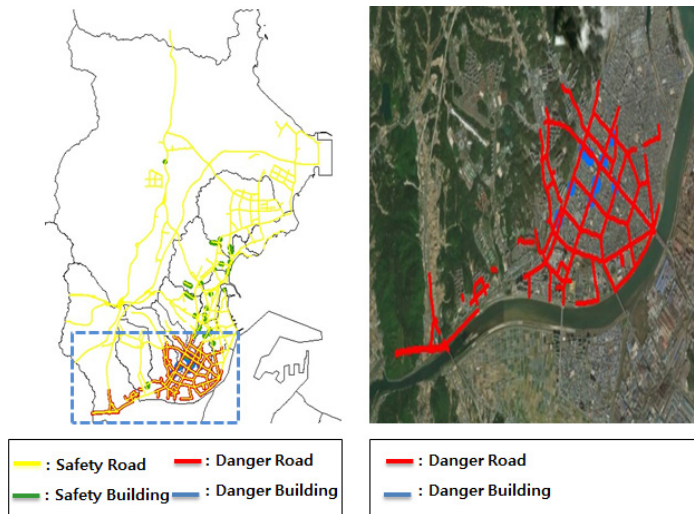 : Safety Road : Danger Road
: Safety Building : Danger Building
: Danger Road
: Danger Building